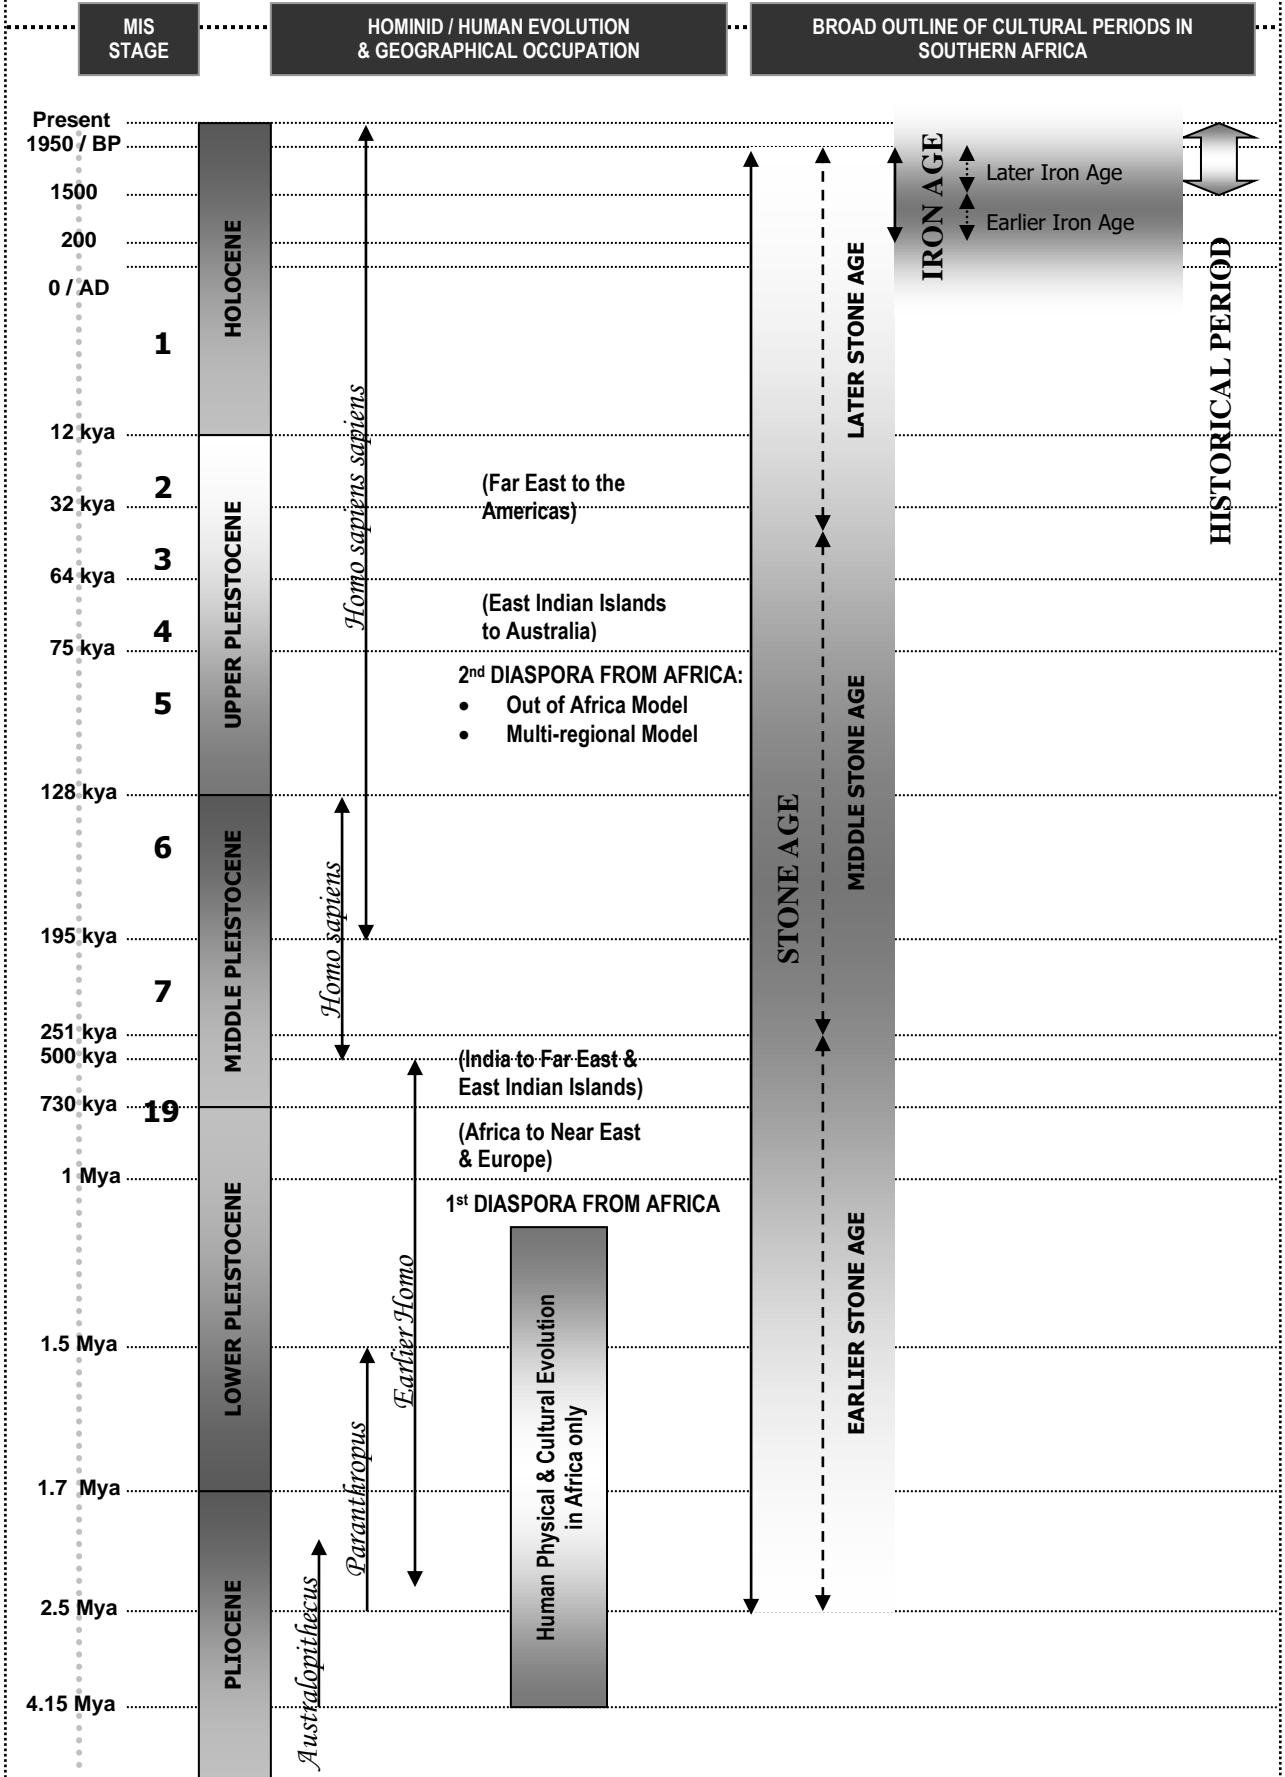 MIS
STAGE
HOMINID / HUMAN EVOLUTION
& GEOGRAPHICAL OCCUPATION
BROAD OUTLINE OF CULTURAL PERIODS IN
SOUTHERN AFRICA
Present
1950 / BP
1500
200
0 / AD
12 kya
32 kya
64 kya
75 kya
128 kya
195 kya
251 kya
500 kya
730 kya
1 Mya
1.5 Mya
1.7 Mya
2.5 Mya
4.15 Mya
1
2
3
4
5
6
7
19
HOLOCENE
UPPER PLEISTOCENE
MIDDLE PLEISTOCENE
LOWER PLEISTOCENE
PLIOCENE
Homo sapiens sapiens
Homo sapiens
Earlier Homo
Paranthropus
Australopithecus
(Far East to the
Americas)
(East Indian Islands
to Australia)
2nd DIASPORA FROM AFRICA:
• Out of Africa Model
• Multi-regional Model
(India to Far East &
East Indian Islands)
(Africa to Near East
& Europe)
1st DIASPORA FROM AFRICA
Human Physical & Cultural Evolution
in Africa only
STONE AGE
LATER STONE AGE
MIDDLE STONE AGE
EARLIER STONE AGE
IRON AGE
Later Iron Age
Earlier Iron Age
HISTORICAL PERIOD